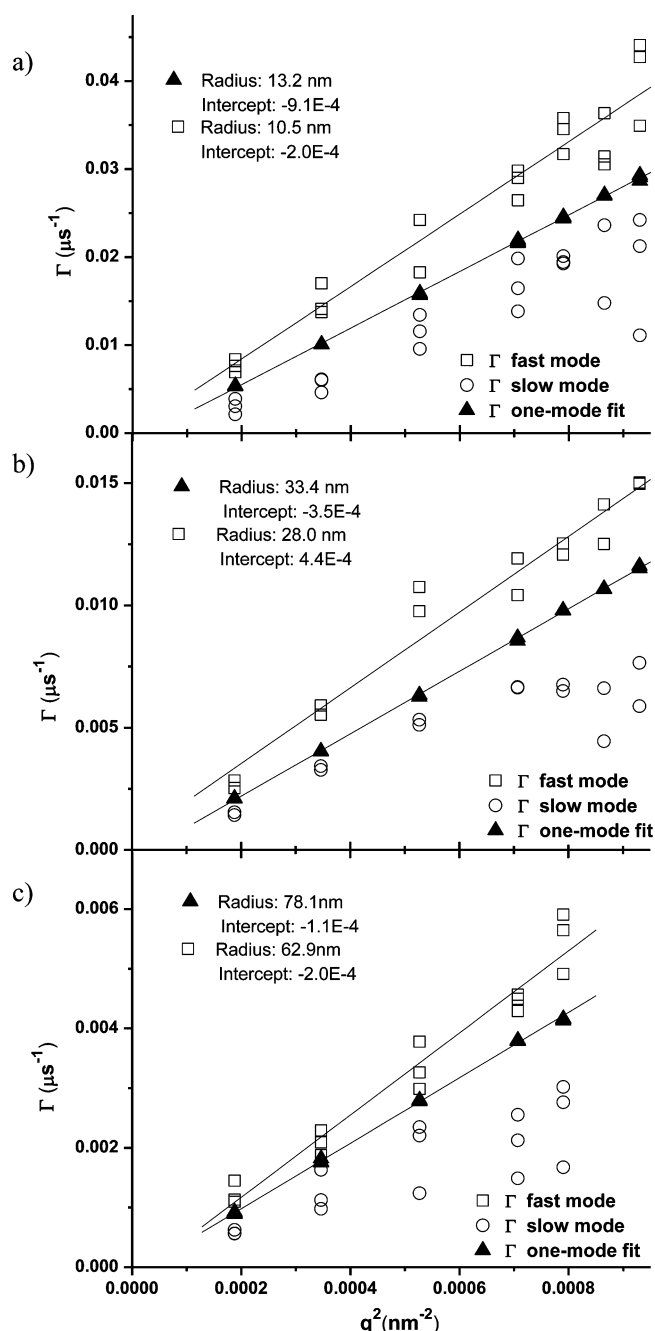 a)
0.04
0.03
0.02
0.01
0.00
Γ (μs⁻¹)
▲ Radius: 13.2 nm
Intercept: -9.1E-4
□ Radius: 10.5 nm
Intercept: -2.0E-4
□ Γ fast mode
○ Γ slow mode
▲ Γ one-mode fit
b)
0.015
0.010
0.005
0.000
Γ (μs⁻¹)
▲ Radius: 33.4 nm
Intercept: -3.5E-4
□ Radius: 28.0 nm
Intercept: 4.4E-4
□ Γ fast mode
○ Γ slow mode
▲ Γ one-mode fit
c)
0.006
0.004
0.002
0.000
Γ (μs⁻¹)
▲ Radius: 78.1nm
Intercept: -1.1E-4
□ Radius: 62.9nm
Intercept: -2.0E-4
□ Γ fast mode
○ Γ slow mode
▲ Γ one-mode fit
0.0000 0.0002 0.0004 0.0006 0.0008
q²(nm⁻²)